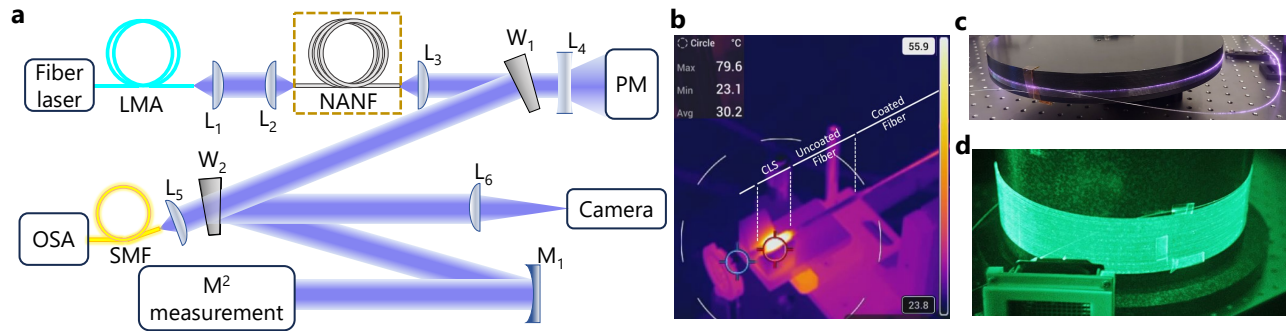 a
Fiber
laser
LMA
L1
L2
NANF
L3
W1
L4
PM
W2
L5
L6
OSA
SMF
Camera
M1
M²
measurement
b
Circle °C
Max 79.6
Min 23.1
Avg 30.2
55.9
CLS
Uncoated
Fiber
Coated
Fiber
23.8
c
d